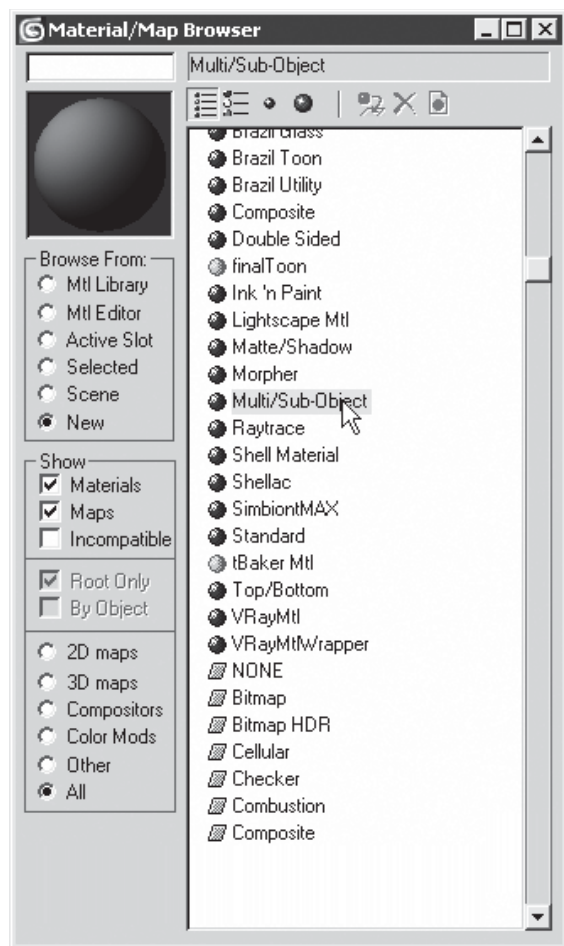 Material/Map Browser
Multi/Sub-Object
Browse From:
Mtl Library
Mtl Editor
Active Slot
Selected
Scene
New
Show
Materials
Maps
Incompatible
Root Only
By Object
2D maps
3D maps
Compositors
Color Mods
Other
All
Brazil Glass
Brazil Toon
Brazil Utility
Composite
Double Sided
finalToon
Ink 'n Paint
Lightscape Mtl
Matte/Shadow
Morpher
Multi/Sub-Object
Raytrace
Shell Material
Shellac
SimbiontMAX
Standard
tBaker Mtl
Top/Bottom
VRayMtl
VRayMtlWrapper
NONE
Bitmap
Bitmap HDR
Cellular
Checker
Combustion
Composite